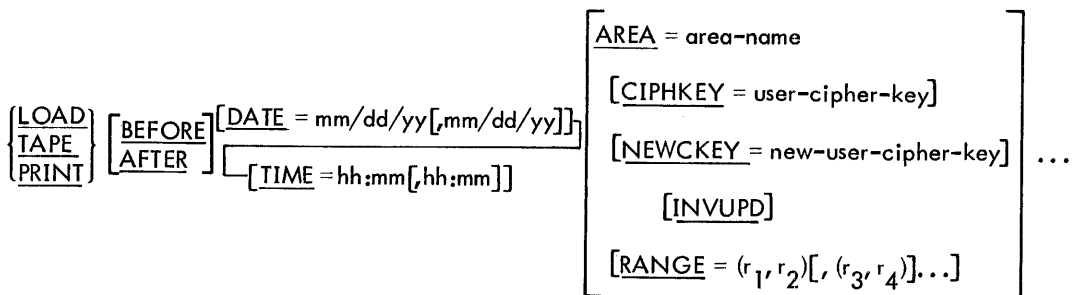 LOAD
TAPE
PRINT
BEFORE
AFTER
[DATE = mm/dd/yy[,mm/dd/yy]]
[TIME = hh:mm[,hh:mm]]
AREA = area-name
[CIPHKEY = user-cipher-key]
[NEWCKEY = new-user-cipher-key]
[INVUPD]
[RANGE = (r1, r2)[, (r3, r4)]...]
...